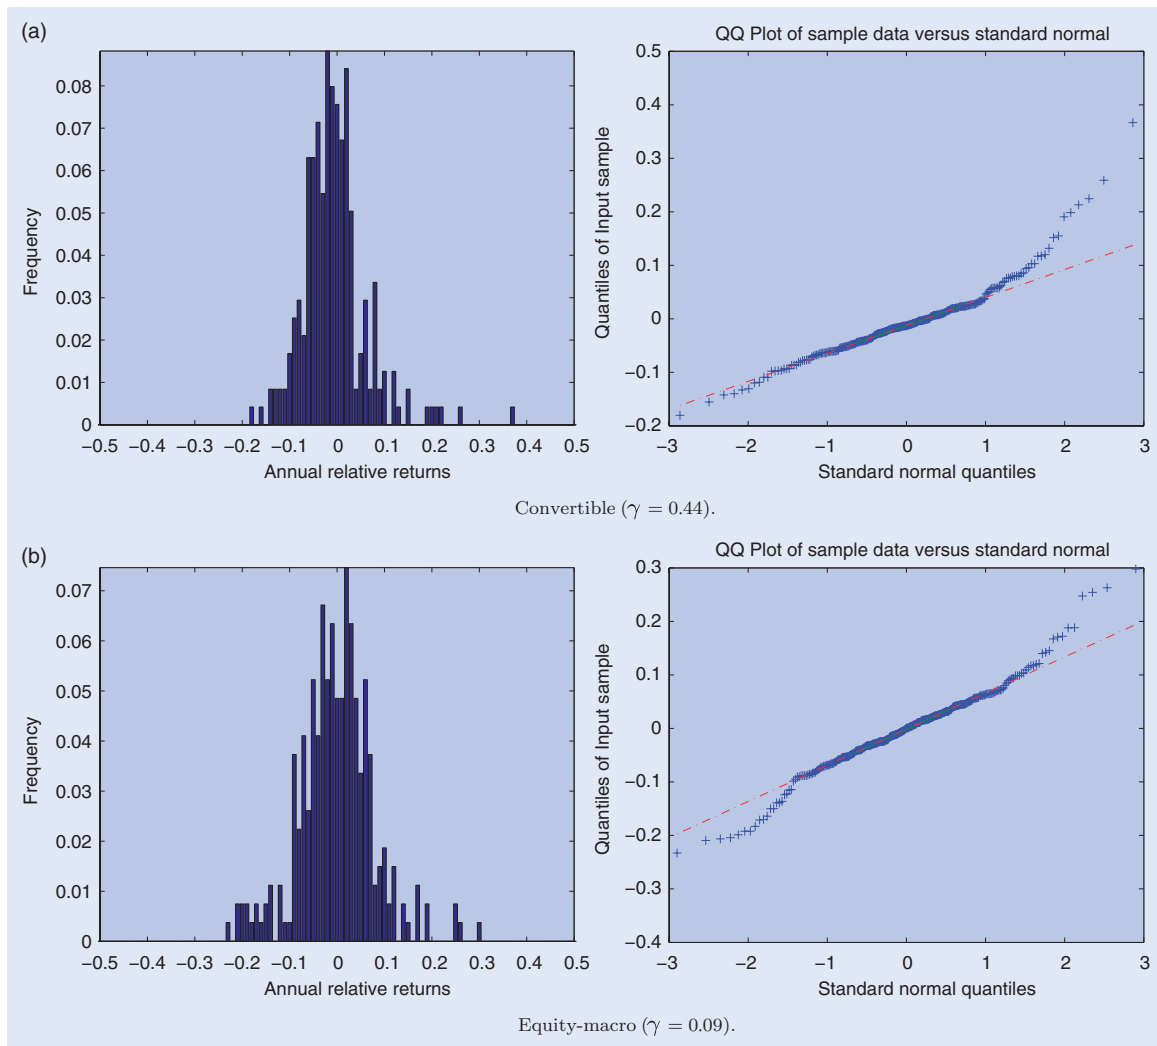 (a)
QQ Plot of sample data versus standard normal
0.08
0.07
0.06
0.05
0.04
0.03
0.02
0.01
0
Frequency
−0.5 −0.4 −0.3 −0.2 −0.1 0 0.1 0.2 0.3 0.4 0.5
Annual relative returns
0.5
0.4
0.3
0.2
0.1
0
−0.1
−0.2
Quantiles of Input sample
−3 −2 −1 0 1 2 3
Standard normal quantiles
Convertible (γ = 0.44).
(b)
QQ Plot of sample data versus standard normal
0.07
0.06
0.05
0.04
0.03
0.02
0.01
0
Frequency
−0.5 −0.4 −0.3 −0.2 −0.1 0 0.1 0.2 0.3 0.4 0.5
Annual relative returns
0.3
0.2
0.1
0
−0.1
−0.2
−0.3
−0.4
Quantiles of Input sample
−3 −2 −1 0 1 2 3
Standard normal quantiles
Equity-macro (γ = 0.09).